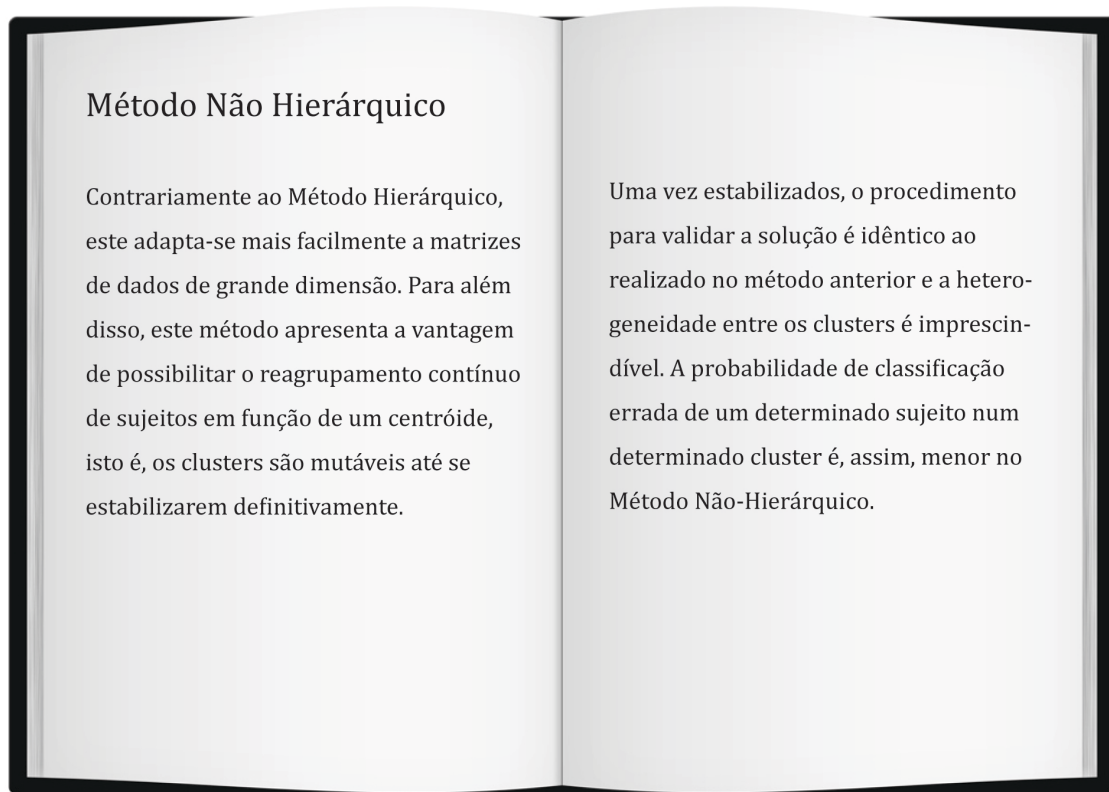 Método Não Hierárquico
Contrariamente ao Método Hierárquico,
este adapta-se mais facilmente a matrizes
de dados de grande dimensão. Para além
disso, este método apresenta a vantagem
de possibilitar o reagrupamento contínuo
de sujeitos em função de um centróide,
isto é, os clusters são mutáveis até se
estabilizarem definitivamente.
Uma vez estabilizados, o procedimento
para validar a solução é idêntico ao
realizado no método anterior e a hetero-
geneidade entre os clusters é imprescin-
dível. A probabilidade de classificação
errada de um determinado sujeito num
determinado cluster é, assim, menor no
Método Não-Hierárquico.